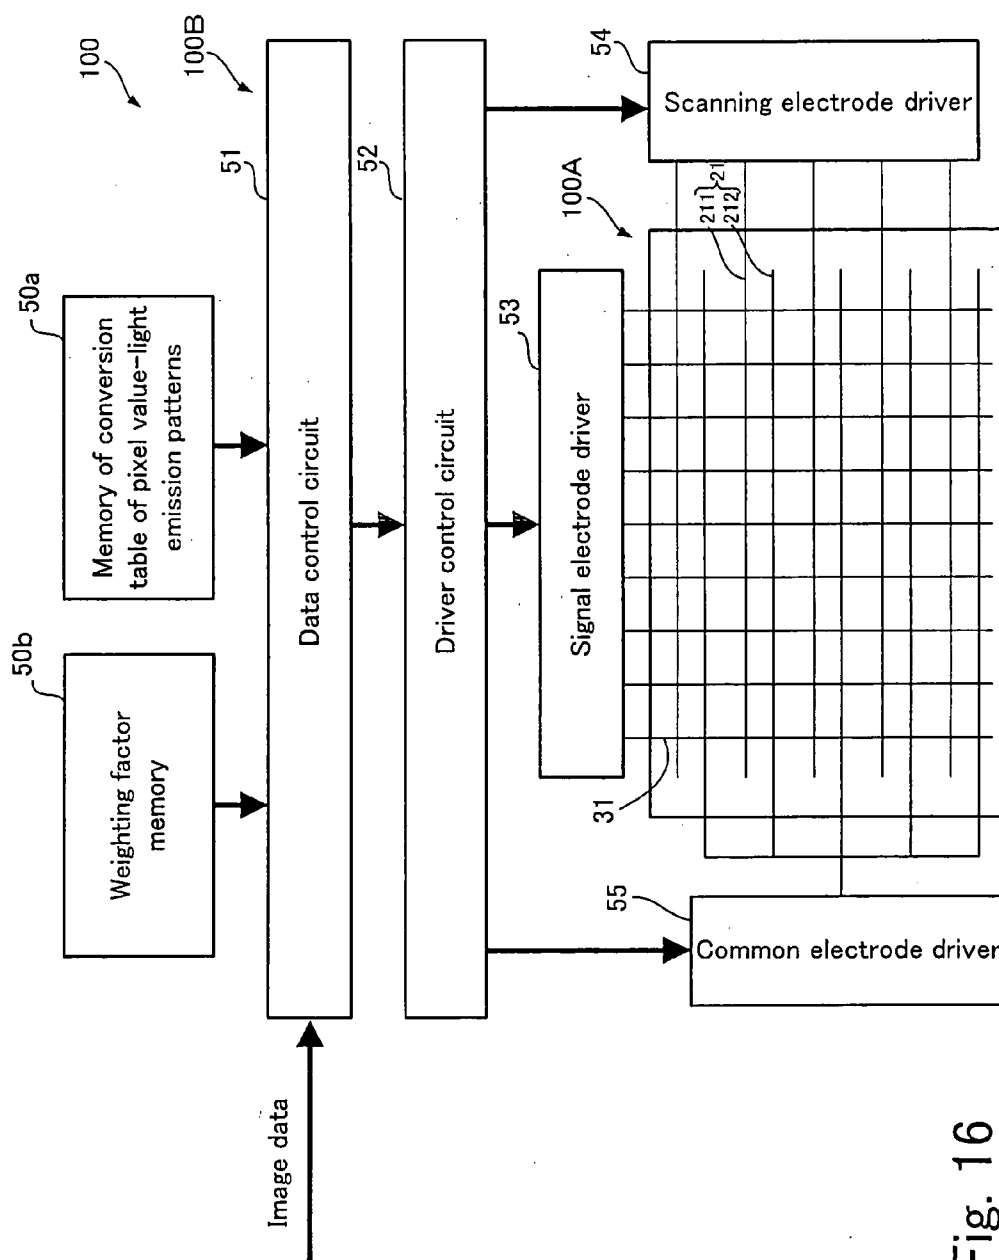 100
100B
50a
Memory of conversion
table of pixel value-light
emission patterns
50b
Weighting factor
memory
51
Data control circuit
Image data
52
Driver control circuit
53
Signal electrode driver
54
Scanning electrode driver
55
Common electrode driver
100A
211
212
21
31
Fig. 16